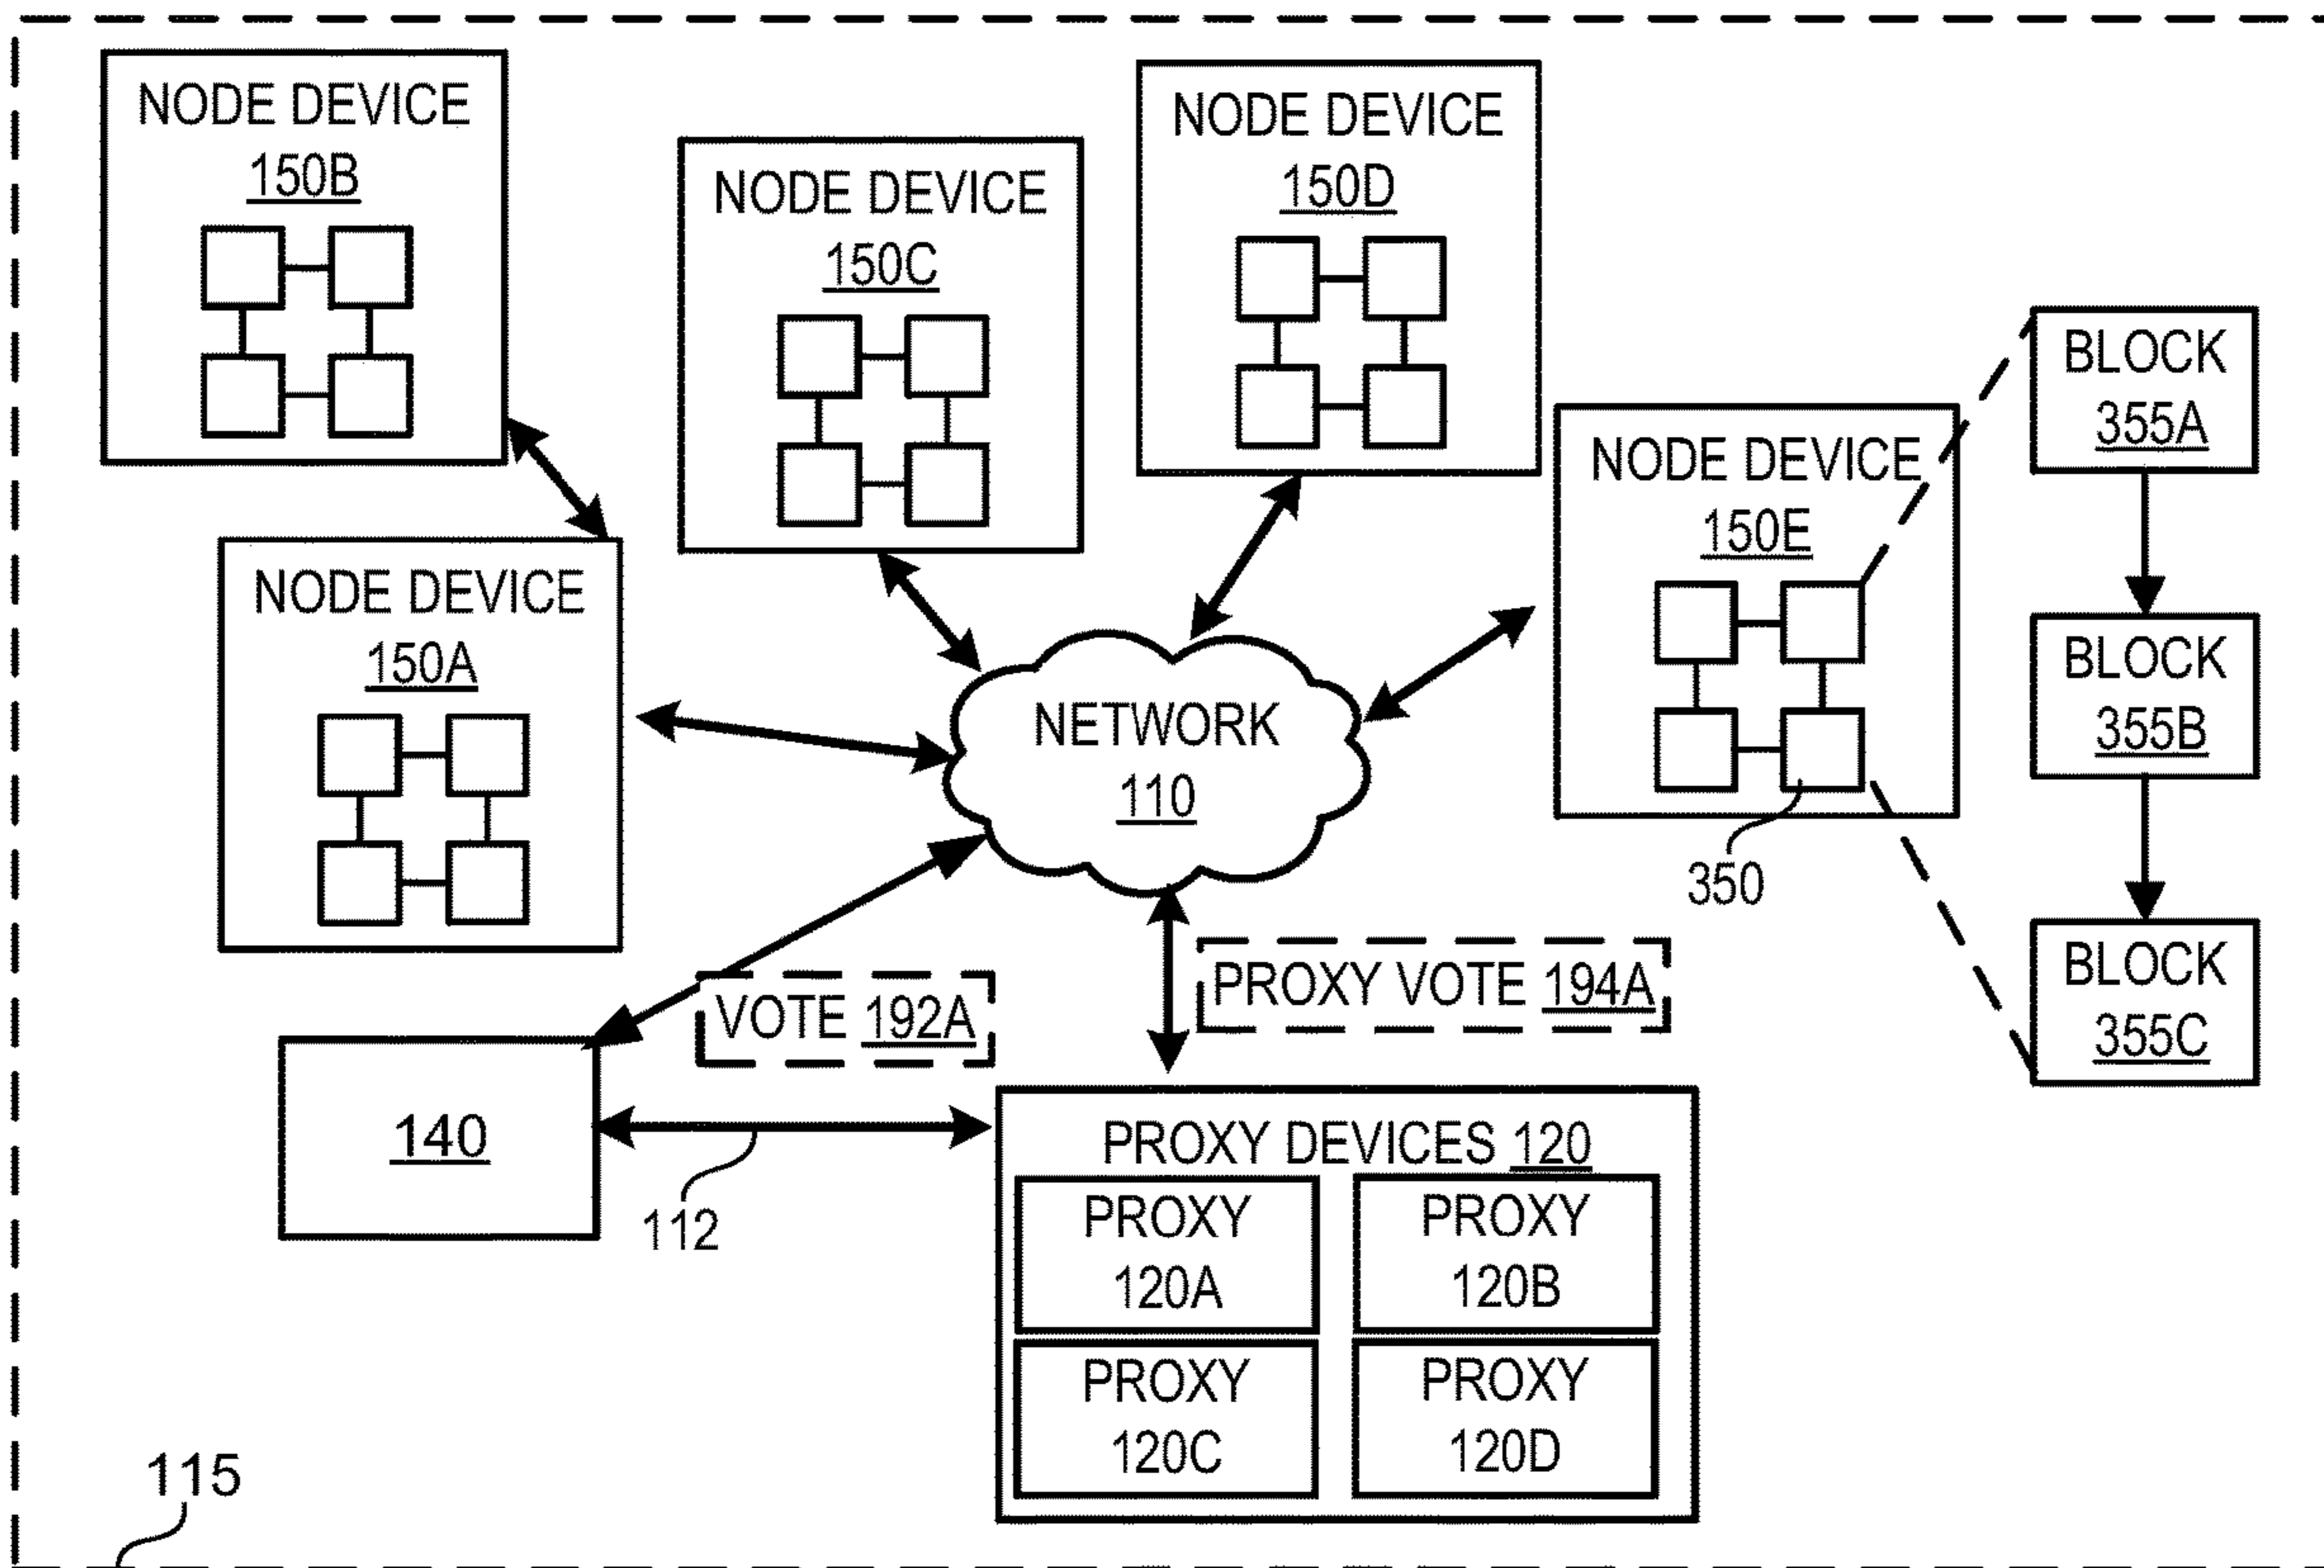 NODE DEVICE
150B
NODE DEVICE
150C
NODE DEVICE
150D
NODE DEVICE
150E
350
BLOCK
355A
BLOCK
355B
BLOCK
355C
NODE DEVICE
150A
NETWORK
110
VOTE 192A
PROXY VOTE 194A
140
112
PROXY DEVICES 120
PROXY
120A
PROXY
120B
PROXY
120C
PROXY
120D
115